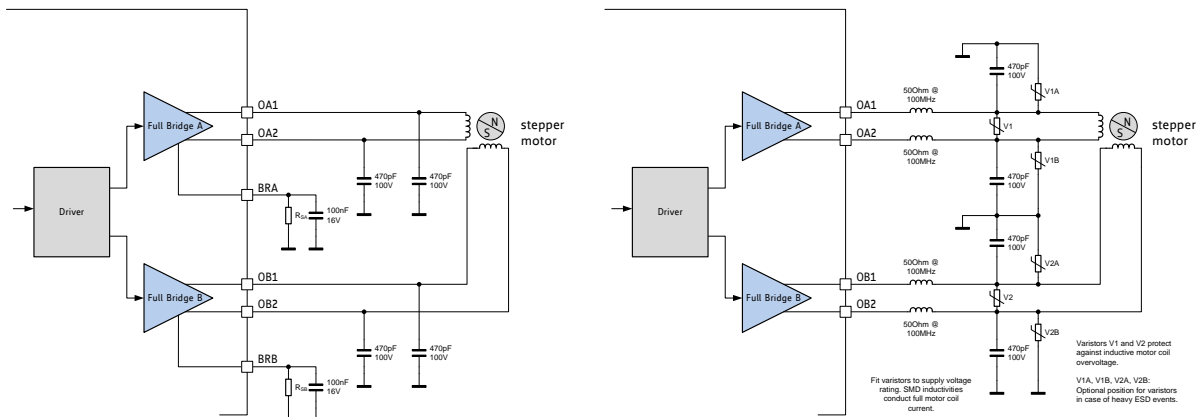 OA1
OA2
Full Bridge A
N
S
stepper
motor
470pF
100V
470pF
100V
BRA
RSA
100nF
16V
Driver
OB1
Full Bridge B
OB2
470pF
100V
470pF
100V
BRB
RSB
100nF
16V
470pF
100V
V1A
50Ohm @
100MHz
OA1
V1
Full Bridge A
OA2
50Ohm @
100MHz
N
S
stepper
motor
V1B
470pF
100V
Driver
470pF
100V
V2A
50Ohm @
100MHz
OB1
Full Bridge B
V2
OB2
50Ohm @
100MHz
V2B
470pF
100V
Fit varistors to supply voltage
rating. SMD inductivities
conduct full motor coil
current.
Varistors V1 and V2 protect
against inductive motor coil
overvoltage.
V1A, V1B, V2A, V2B:
Optional position for varistors
in case of heavy ESD events.